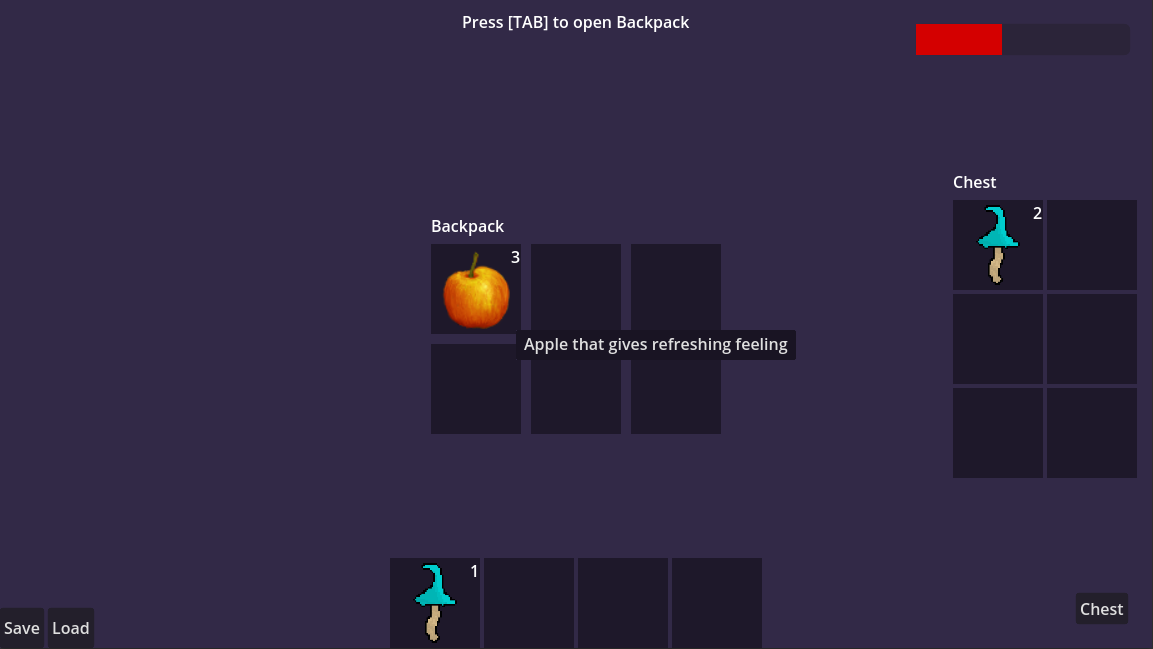 Press [TAB] to open Backpack
Chest
2
Backpack
3
Apple that gives refreshing feeling
1
Chest
Save
Load